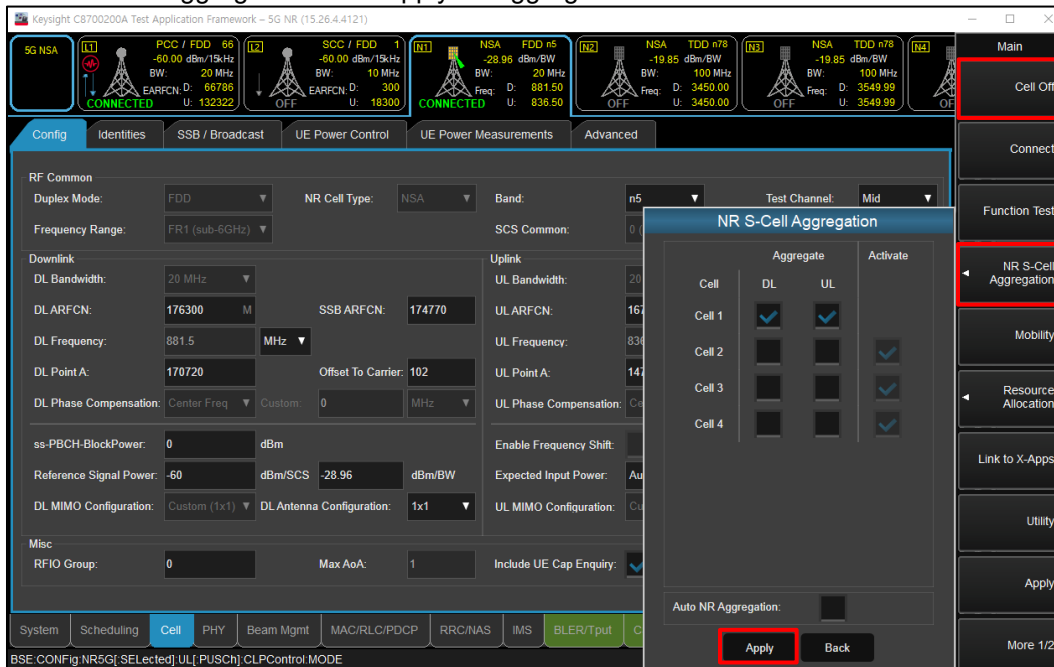 Keysight C8700200A Test Application Framework – 5G NR (15.26.4.4121)
5G NSA
L1 PCC / FDD 66
-60.00 dBm/15kHz
BW: 20 MHz
EARFCN: D: 66786
U: 132322
CONNECTED
L2 SCC / FDD 1
-60.00 dBm/15kHz
BW: 10 MHz
EARFCN: D: 300
U: 18300
OFF
N1 NSA FDD n5
-28.96 dBm/BW
BW: 20 MHz
Freq: D: 881.50
U: 836.50
CONNECTED
N2 NSA TDD n78
-19.85 dBm/BW
BW: 100 MHz
Freq: D: 3450.00
U: 3450.00
OFF
N3 NSA TDD n78
-19.85 dBm/BW
BW: 100 MHz
Freq: D: 3549.99
U: 3549.99
OFF
N4
Main
Cell Off
Connect
Function Test
NR S-Cell
Aggregation
Mobility
Resource
Allocation
Link to X-Apps
Utility
Apply
More 1/2
Config Identities SSB / Broadcast UE Power Control UE Power Measurements Advanced
RF Common
Duplex Mode: FDD NR Cell Type: NSA Band: n5 Test Channel: Mid
Frequency Range: FR1 (sub-6GHz) SCS Common:
Downlink Uplink
DL Bandwidth: 20 MHz UL Bandwidth: 20
DL ARFCN: 176300 M SSB ARFCN: 174770 UL ARFCN: 167
DL Frequency: 881.5 MHz UL Frequency: 836
DL Point A: 170720 Offset To Carrier: 102 UL Point A: 147
DL Phase Compensation: Center Freq Custom: 0 MHz UL Phase Compensation: Ce
ss-PBCH-BlockPower: 0 dBm Enable Frequency Shift:
Reference Signal Power: -60 dBm/SCS -28.96 dBm/BW Expected Input Power: Au
DL MIMO Configuration: Custom (1x1) DL Antenna Configuration: 1x1 UL MIMO Configuration: Cu
Misc
RFIO Group: 0 Max AoA: 1 Include UE Cap Enquiry:
NR S-Cell Aggregation
Aggregate Activate
Cell DL UL
Cell 1
Cell 2
Cell 3
Cell 4
Auto NR Aggregation:
Apply Back
System Scheduling Cell PHY Beam Mgmt MAC/RLC/PDCP RRC/NAS IMS BLER/Tput C
BSE:CONFig:NR5G[:SELected]:UL[:PUSCh]:CLPControl:MODE